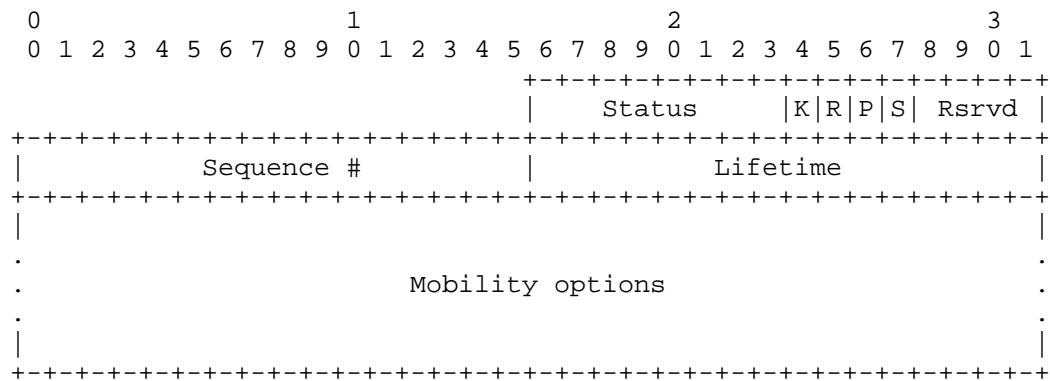 0                   1                   2                   3
 0 1 2 3 4 5 6 7 8 9 0 1 2 3 4 5 6 7 8 9 0 1 2 3 4 5 6 7 8 9 0 1
                                +-+-+-+-+-+-+-+-+-+-+-+-+-+-+-+-+
                                |    Status     |K|R|P|S| Rsrvd |
+-+-+-+-+-+-+-+-+-+-+-+-+-+-+-+-+-+-+-+-+-+-+-+-+-+-+-+-+-+-+-+-+
|           Sequence #          |           Lifetime            |
+-+-+-+-+-+-+-+-+-+-+-+-+-+-+-+-+-+-+-+-+-+-+-+-+-+-+-+-+-+-+-+-+
|                                                               |
.                                                               .
.                        Mobility options                       .
.                                                               .
|                                                               |
+-+-+-+-+-+-+-+-+-+-+-+-+-+-+-+-+-+-+-+-+-+-+-+-+-+-+-+-+-+-+-+-+